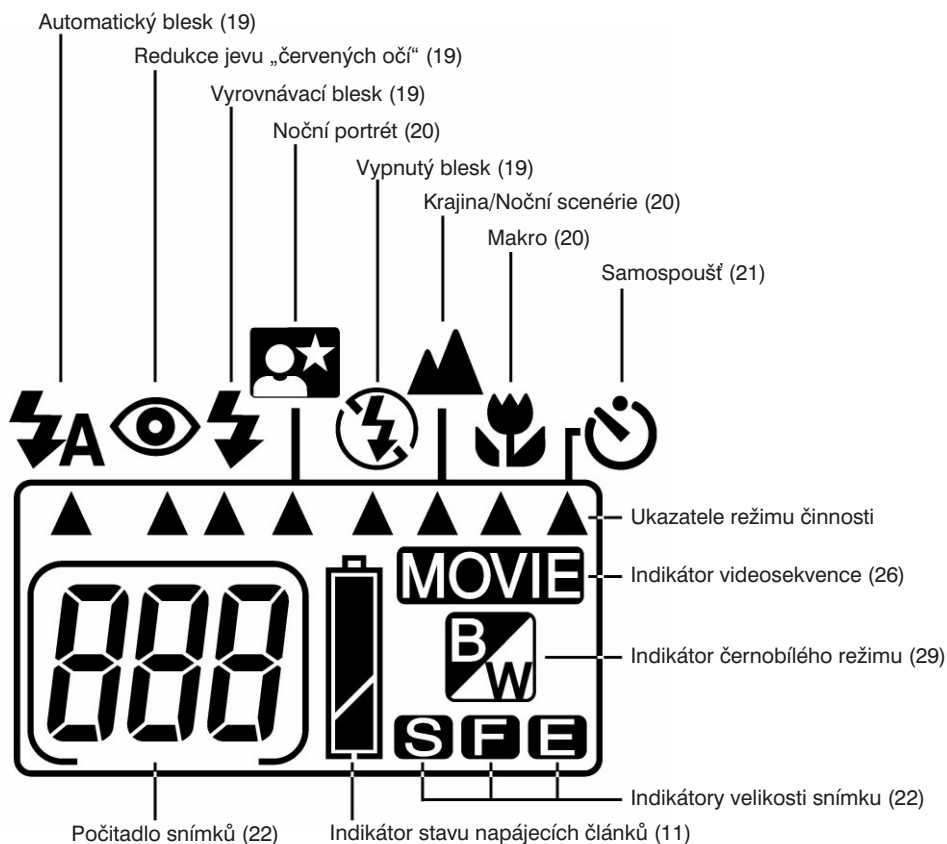 Automatický blesk (19)
Redukce jevu „červených očí“ (19)
Vyrovnávací blesk (19)
Noční portrét (20)
Vypnutý blesk (19)
Krajina/Noční scenérie (20)
Makro (20)
Samospoušť (21)
A
Ukazatele režimu činnosti
888
MOVIE
Indikátor videosekvence (26)
B
W
Indikátor černobílého režimu (29)
S F E
Indikátory velikosti snímku (22)
Počitadlo snímků (22)
Indikátor stavu napájecích článků (11)